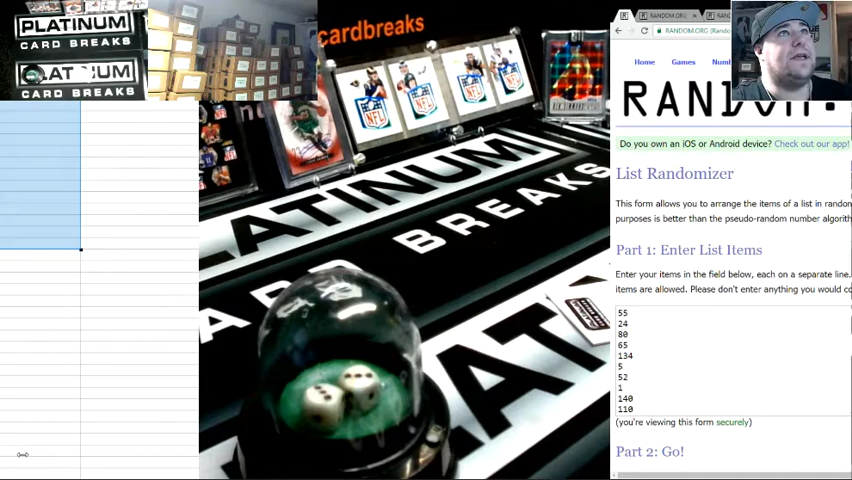 PLATINUM
CARD BREAKS
PLATINUM
CARD BREAKS
cardbreaks
NFL
NFL
NFL
NFL
PLATINUM
CARD BREAKS
RANDOM.ORG
Home Games
Do you own an iOS or Android device? Check out our app!
List Randomizer
This form allows you to arrange the items of a list in random
purposes is better than the pseudo-random number algorith
Part 1: Enter List Items
Enter your items in the field below, each on a separate line.
items are allowed. Please don't enter anything you would co
55
24
80
65
134
5
52
1
140
110
(you're viewing this form securely)
Part 2: Go!